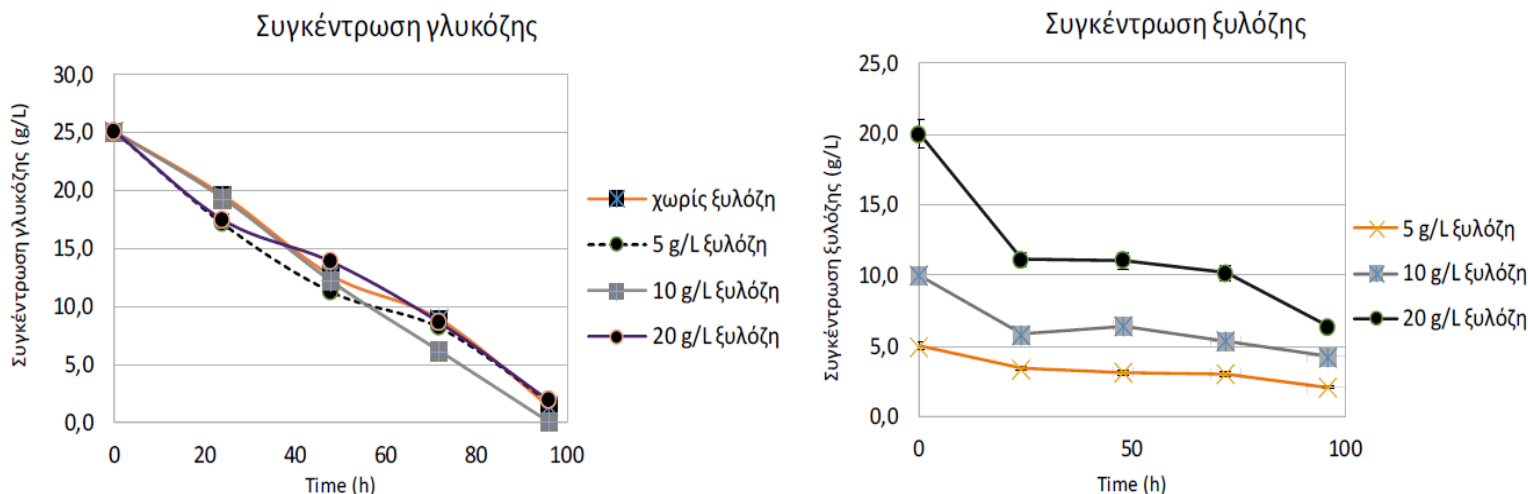 Συγκέντρωση γλυκόζης
Συγκέντρωση γλυκόζης (g/L)
30,0
25,0
20,0
15,0
10,0
5,0
0,0
0 20 40 60 80 100
Time (h)
χωρίς ξυλόζη
5 g/L ξυλόζη
10 g/L ξυλόζη
20 g/L ξυλόζη
Συγκέντρωση ξυλόζης
Συγκέντρωση ξυλόζης (g/L)
25,0
20,0
15,0
10,0
5,0
0,0
0 50 100
Time (h)
5 g/L ξυλόζη
10 g/L ξυλόζη
20 g/L ξυλόζη